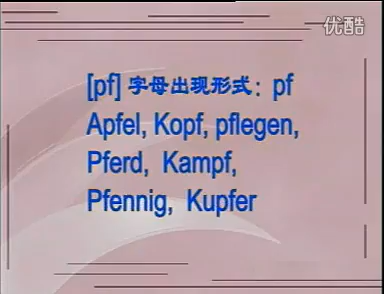 优酷
[pf] 字母出现形式：pf
Apfel, Kopf, pflegen,
Pferd, Kampf,
Pfennig, Kupfer